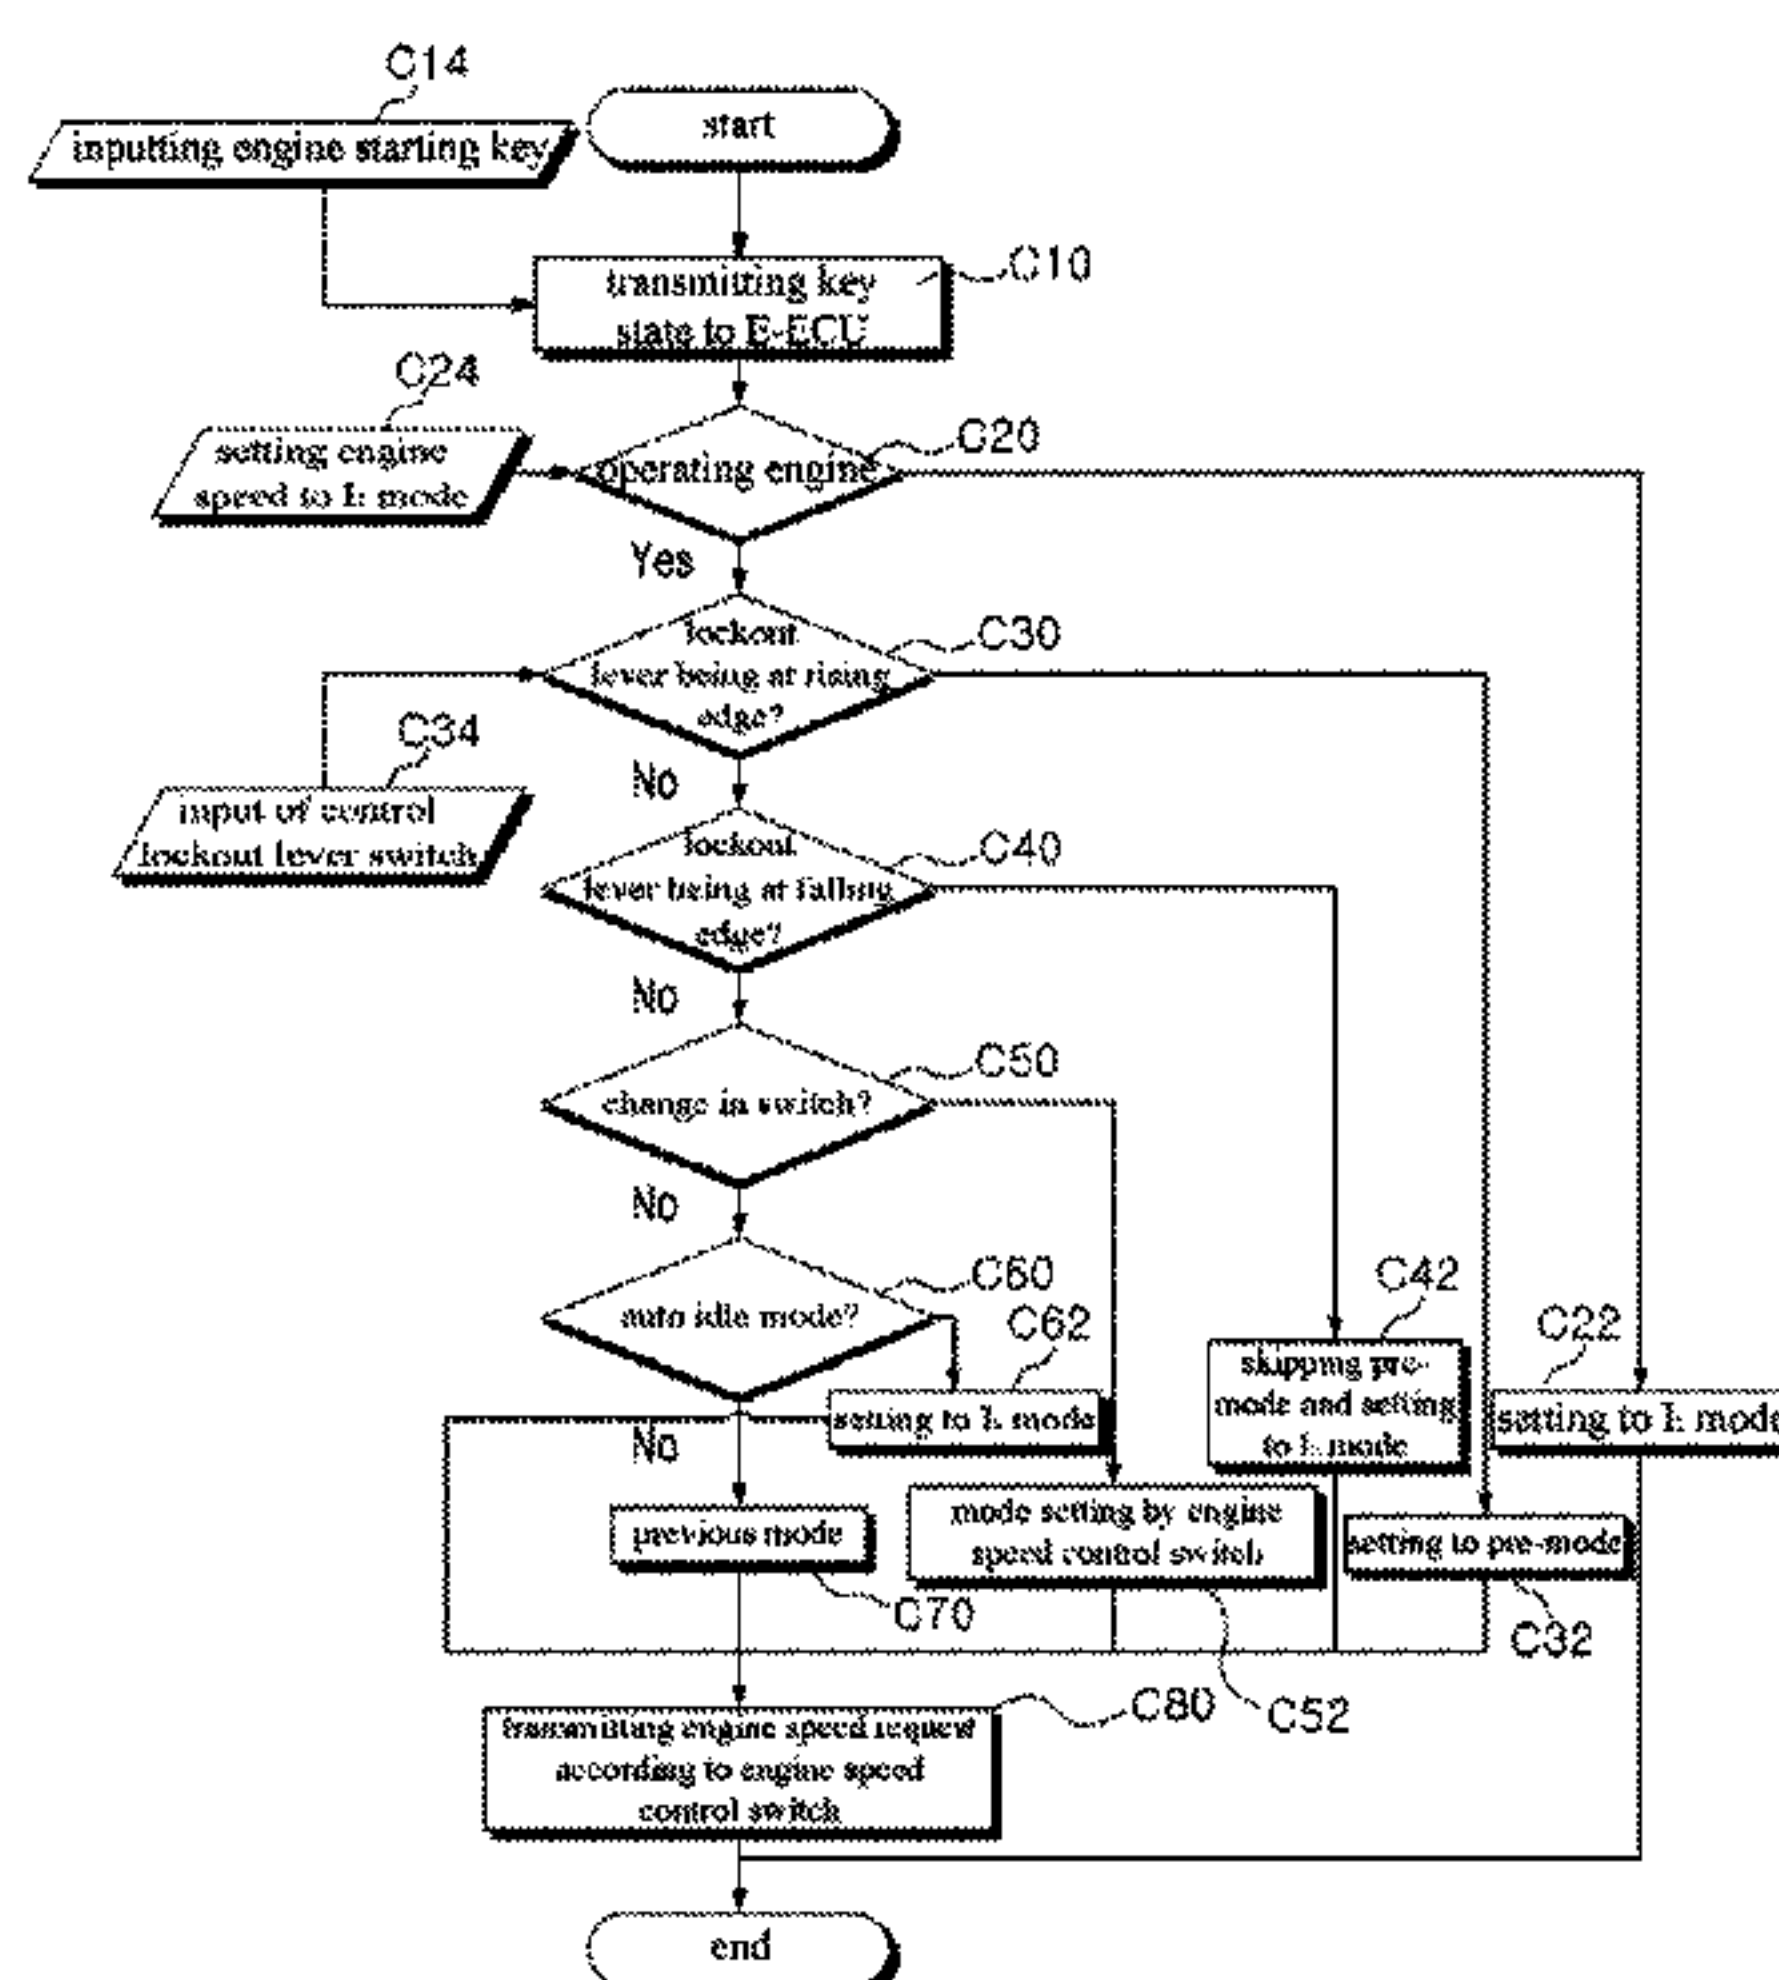 C14
inputting engine starting key
start
transmitting key
state to E-ECU
C10
C24
setting engine
speed to mode
operating engine
C20
Yes
lockout
lever being at rising
edge?
C30
No
C34
input of control
lockout lever switch
lockout
lever being at falling
edge?
C40
No
change in switch?
C50
No
auto idle mode?
C60
C62
setting to mode
C42
skipping pre-
mode and setting
to mode
C22
setting to mode
No
previous mode
C70
mode setting by engine
speed control switch
C52
setting to pre-mode
C32
transmitting engine speed request
according to engine speed
control switch
C80
end